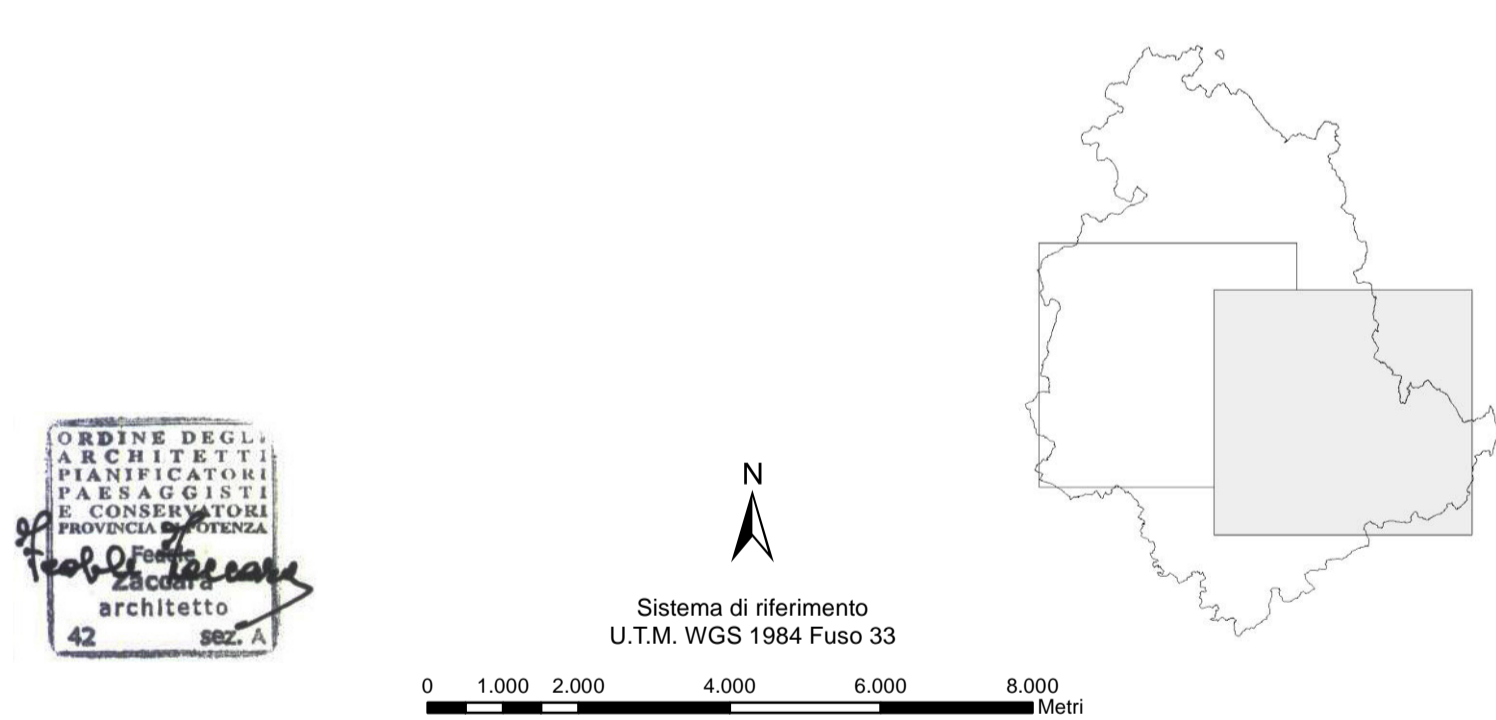 ORDINE DEGLI
ARCHITETTI
PIANIFICATORI
PAESAGGISTI
E CONSERVATORI
PROVINCIA DI POTENZA
Fedele
Zaccara
architetto
42 sez. A
N
Sistema di riferimento
U.T.M. WGS 1984 Fuso 33
0 1.000 2.000 4.000 6.000 8.000
Metri